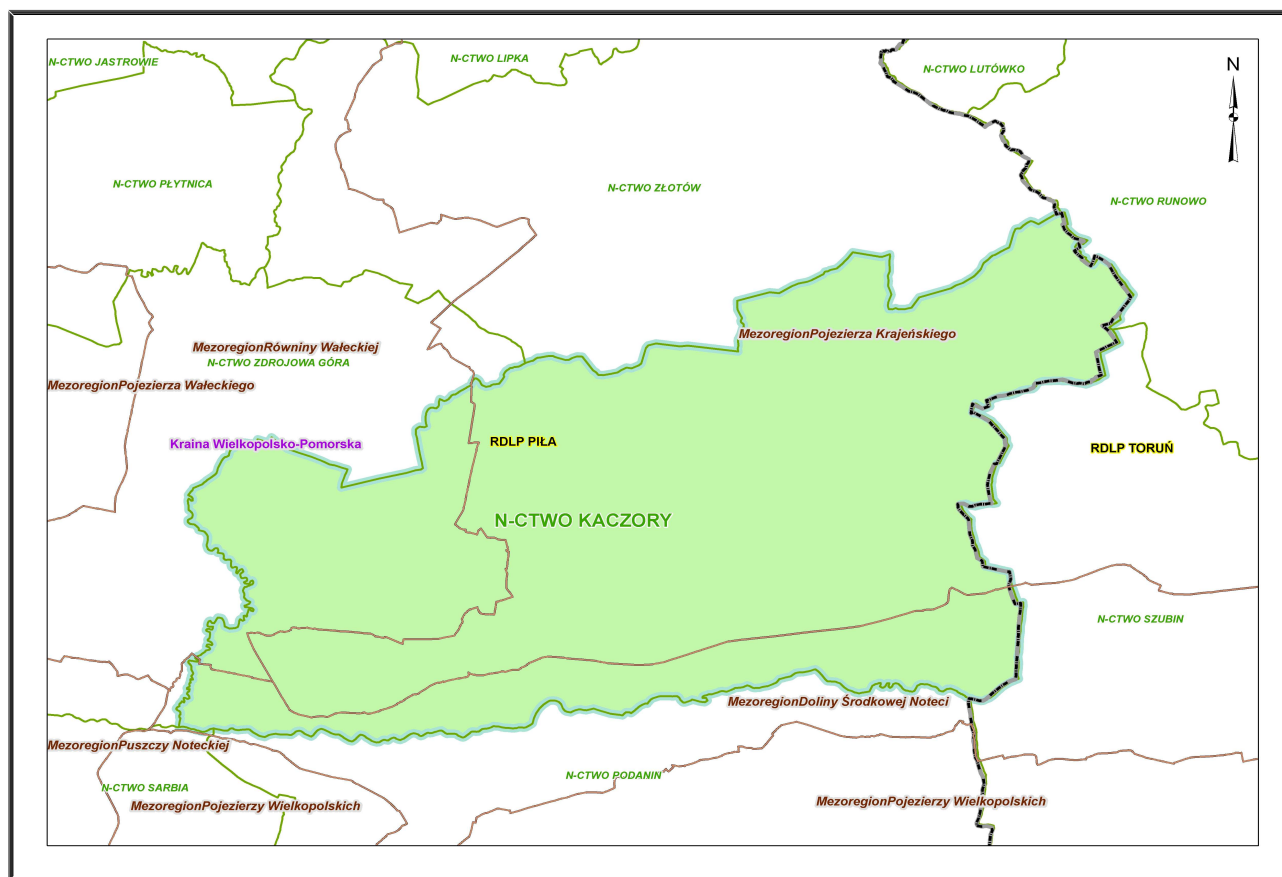 N-CTWO JASTROWIE
N-CTWO LIPKA
N-CTWO LUTÓWKO
N
N-CTWO PŁYTNICA
N-CTWO ZŁOTÓW
N-CTWO RUNOWO
MezoregionPojezierza Krajeńskiego
MezoregionRówniny Wałeckiej
N-CTWO ZDROJOWA GÓRA
MezoregionPojezierza Wałeckiego
Kraina Wielkopolsko-Pomorska
RDLP PIŁA
RDLP TORUŃ
N-CTWO KACZORY
N-CTWO SZUBIN
MezoregionDoliny Środkowej Noteci
MezoregionPuszczy Noteckiej
N-CTWO PODANIN
N-CTWO SARBIA
MezoregionPojezierzy Wielkopolskich
MezoregionPojezierzy Wielkopolskich